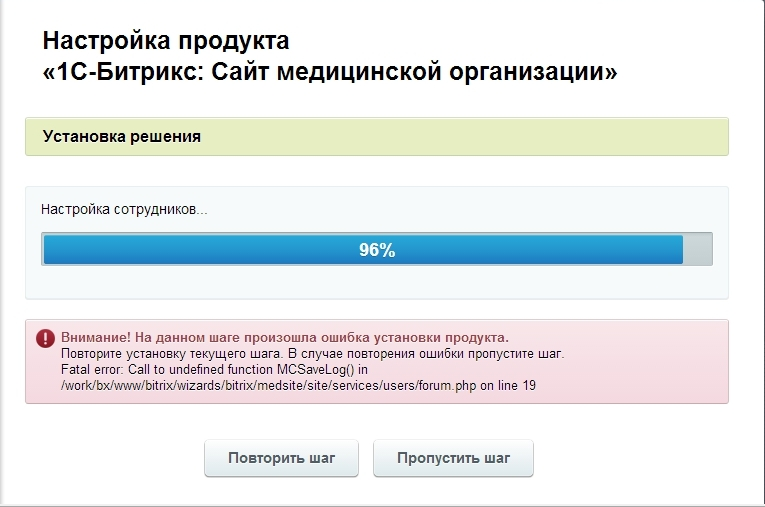 Настройка продукта
«1С-Битрикс: Сайт медицинской организации»
Установка решения
Настройка сотрудников...
96%
Внимание! На данном шаге произошла ошибка установки продукта.
Повторите установку текущего шага. В случае повторения ошибки пропустите шаг.
Fatal error: Call to undefined function MCSaveLog() in
/work/bx/www/bitrix/wizards/bitrix/medsite/site/services/users/forum.php on line 19
Повторить шаг
Пропустить шаг